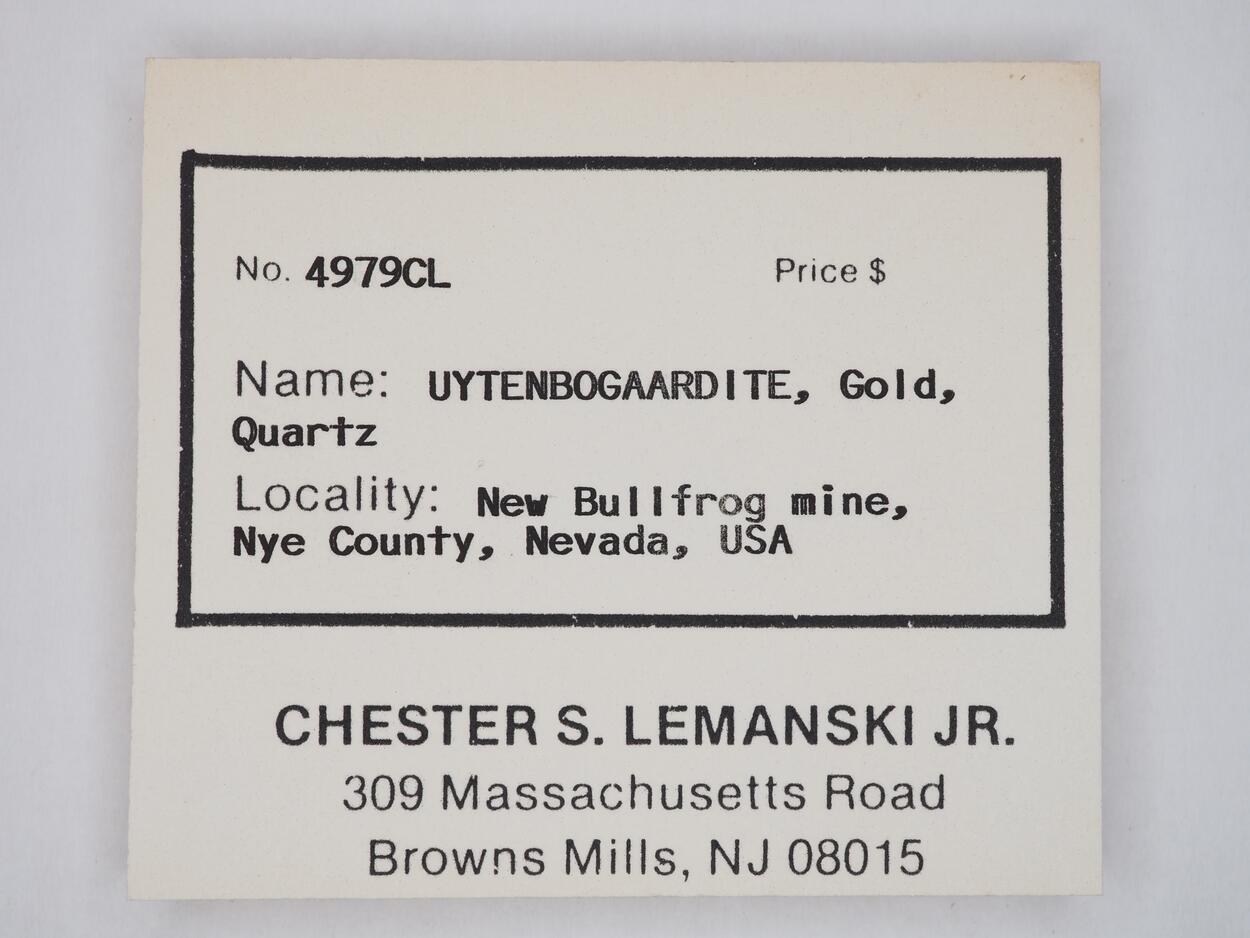 No. 4979CL Price $
Name: UYTENBOGAARDITE, Gold,
Quartz
Locality: New Bullfrog mine,
Nye County, Nevada, USA
CHESTER S. LEMANSKI JR.
309 Massachusetts Road
Browns Mills, NJ 08015